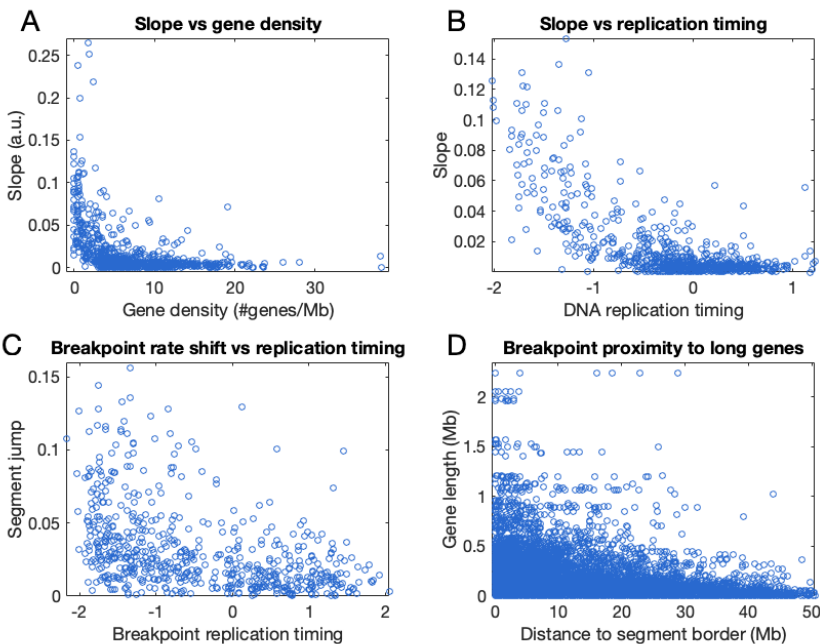 A
Slope vs gene density
Slope (a.u.)
0.25
0.2
0.15
0.1
0.05
0
0 10 20 30
Gene density (#genes/Mb)
B
Slope vs replication timing
Slope
0.14
0.12
0.1
0.08
0.06
0.04
0.02
-2 -1 0 1
DNA replication timing
C
Breakpoint rate shift vs replication timing
Segment jump
0.15
0.1
0.05
0
-2 -1 0 1 2
Breakpoint replication timing
D
Breakpoint proximity to long genes
Gene length (Mb)
2
1.5
1
0.5
0
0 10 20 30 40 50
Distance to segment border (Mb)